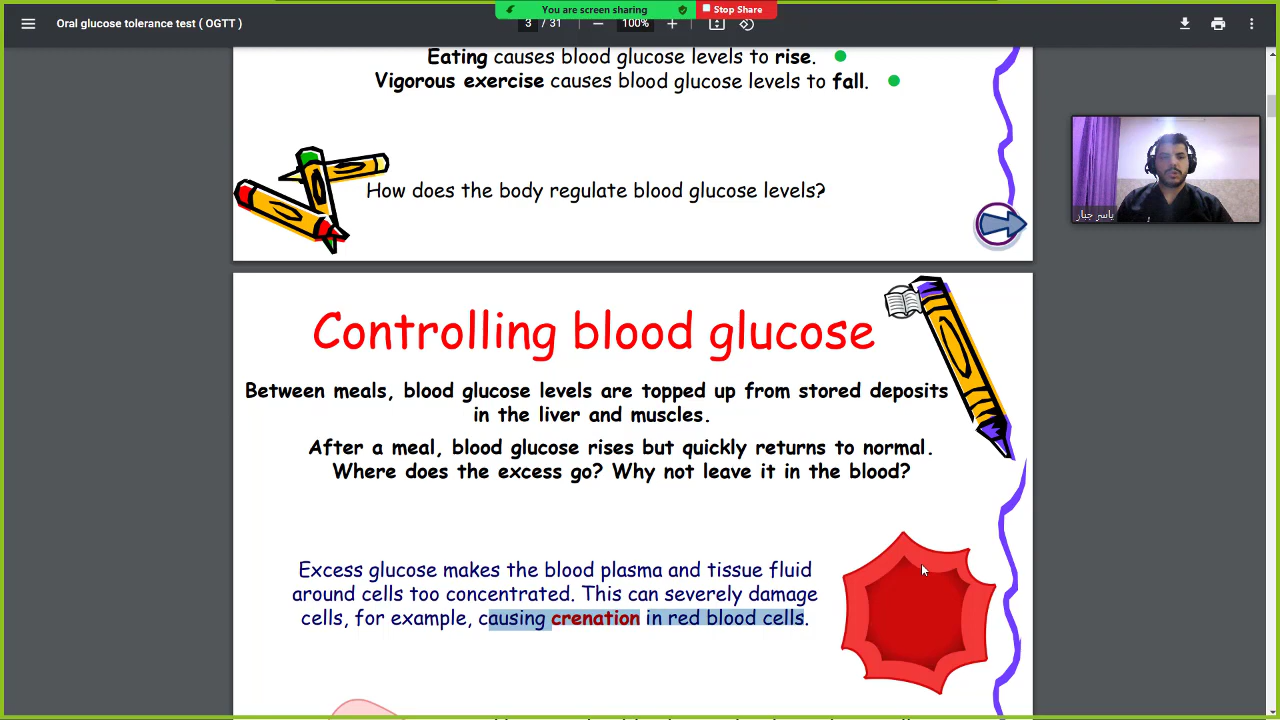 You are screen sharing
Stop Share
Oral glucose tolerance test ( OGTT )
3 / 31
100%
Eating causes blood glucose levels to rise.
Vigorous exercise causes blood glucose levels to fall.
How does the body regulate blood glucose levels?
ياسر جبار
Controlling blood glucose
Between meals, blood glucose levels are topped up from stored deposits
in the liver and muscles.
After a meal, blood glucose rises but quickly returns to normal.
Where does the excess go? Why not leave it in the blood?
Excess glucose makes the blood plasma and tissue fluid
around cells too concentrated. This can severely damage
cells, for example, causing crenation in red blood cells.